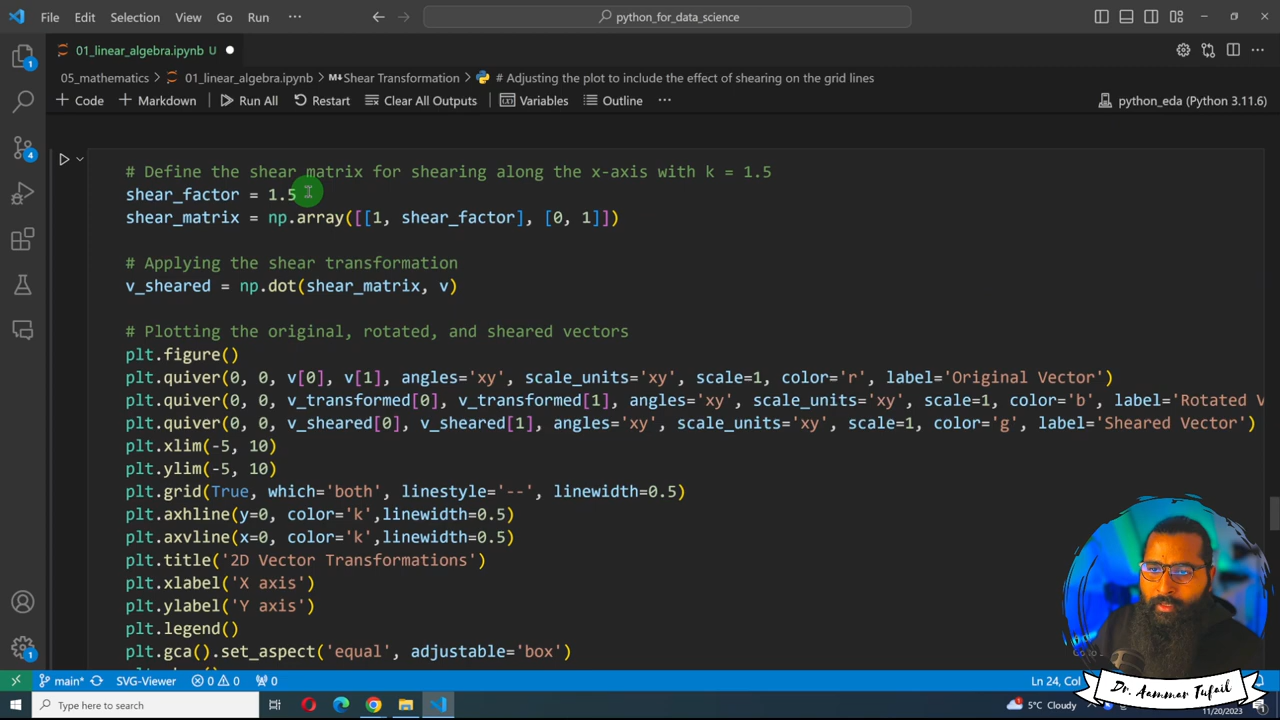 File Edit Selection View Go Run ··· python_for_data_science
01_linear_algebra.ipynb U
05_mathematics > 01_linear_algebra.ipynb > M↓Shear Transformation > # Adjusting the plot to include the effect of shearing on the grid lines
+ Code + Markdown Run All Restart Clear All Outputs Variables Outline ··· python_eda (Python 3.11.6)
# Define the shear matrix for shearing along the x-axis with k = 1.5
shear_factor = 1.5
shear_matrix = np.array([[1, shear_factor], [0, 1]])
# Applying the shear transformation
v_sheared = np.dot(shear_matrix, v)
# Plotting the original, rotated, and sheared vectors
plt.figure()
plt.quiver(0, 0, v[0], v[1], angles='xy', scale_units='xy', scale=1, color='r', label='Original Vector')
plt.quiver(0, 0, v_transformed[0], v_transformed[1], angles='xy', scale_units='xy', scale=1, color='b', label='Rotated V
plt.quiver(0, 0, v_sheared[0], v_sheared[1], angles='xy', scale_units='xy', scale=1, color='g', label='Sheared Vector')
plt.xlim(-5, 10)
plt.ylim(-5, 10)
plt.grid(True, which='both', linestyle='--', linewidth=0.5)
plt.axhline(y=0, color='k',linewidth=0.5)
plt.axvline(x=0, color='k',linewidth=0.5)
plt.title('2D Vector Transformations')
plt.xlabel('X axis')
plt.ylabel('Y axis')
plt.legend()
plt.gca().set_aspect('equal', adjustable='box')
main* SVG-Viewer 0 0 0 Ln 24, Col
Dr. Aammar Tufail
Type here to search 5°C Cloudy 11/20/2023
1
4
1